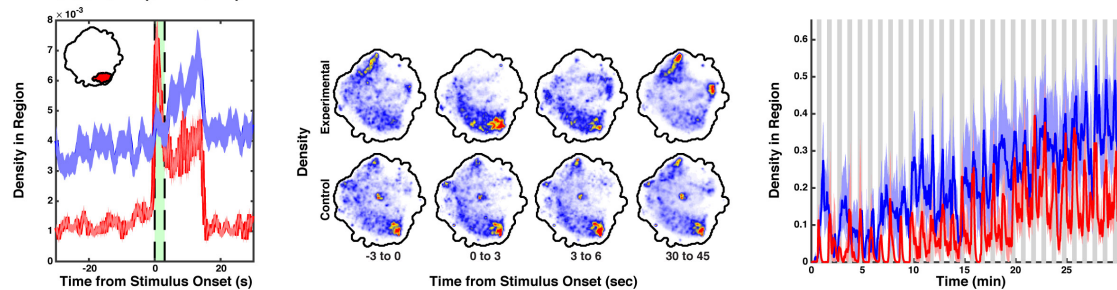 × 10⁻³
8
7
6
5
4
3
2
1
0
Density in Region
-20 0 20
Time from Stimulus Onset (s)
Density
Experimental
Control
-3 to 0 0 to 3 3 to 6 30 to 45
Time from Stimulus Onset (sec)
0.6
0.5
0.4
0.3
0.2
0.1
0
Density in Region
0 5 10 15 20 25
Time (min)